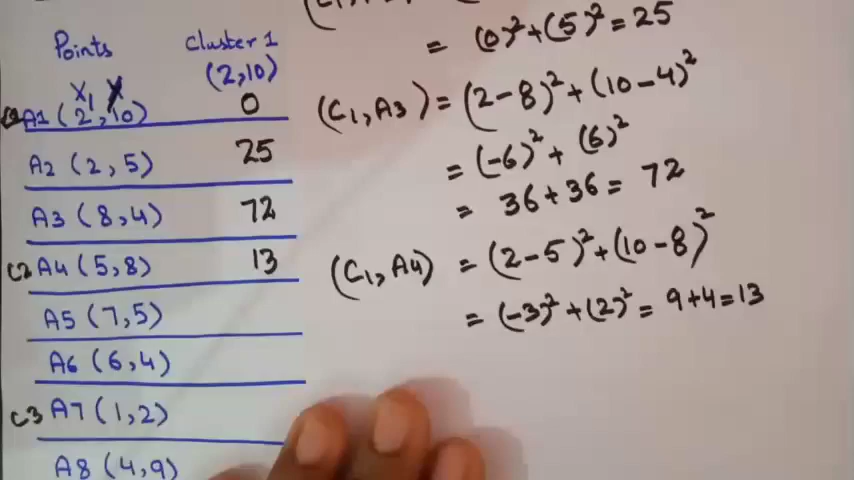 = (0)²+(5)² = 25
Points Cluster 1
(2,10)
X₁ Y
A1 (2,10) 0
A2 (2,5) 25
A3 (8,4) 72
C2 A4 (5,8) 13
A5 (7,5)
A6 (6,4)
C3 A7 (1,2)
A8 (4,9)
(C₁, A3) = (2-8)² + (10-4)²
= (-6)² + (6)²
= 36+36 = 72
(C₁, A4) = (2-5)² + (10-8)²
= (-3)² + (2)² = 9+4=13